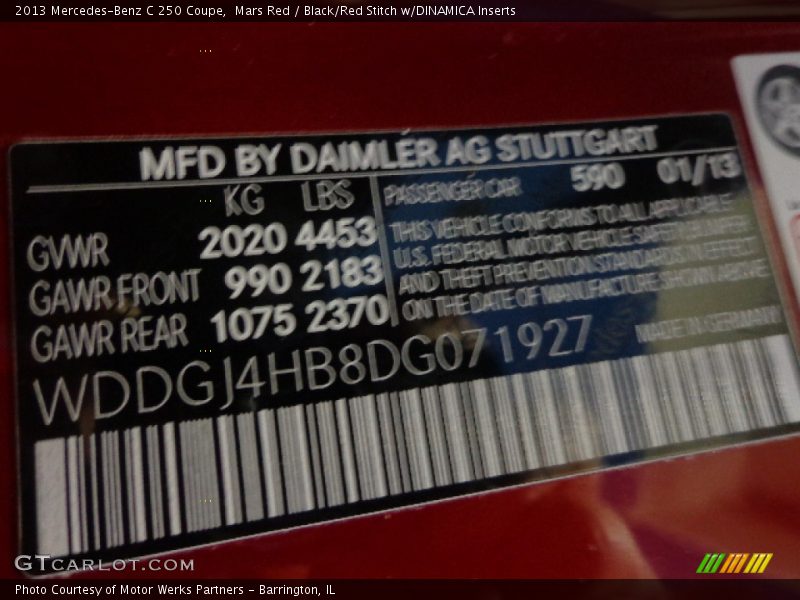 2013 Mercedes-Benz C 250 Coupe,  Mars Red / Black/Red Stitch w/DINAMICA Inserts
MFD BY DAIMLER AG STUTTGART
KG LBS
GVWR 2020 4453
GAWR FRONT 990 2183
GAWR REAR 1075 2370
PASSENGER CAR 590 01/13
THIS VEHICLE CONFORMS TO ALL APPLICABLE
U.S. FEDERAL MOTOR VEHICLE SAFETY BUMPER
AND THEFT PREVENTION STANDARDS IN EFFECT
ON THE DATE OF MANUFACTURE SHOWN ABOVE
WDDGJ4HB8DG071927
MADE IN GERMANY
GTCARLOT.COM
Photo Courtesy of Motor Werks Partners - Barrington, IL